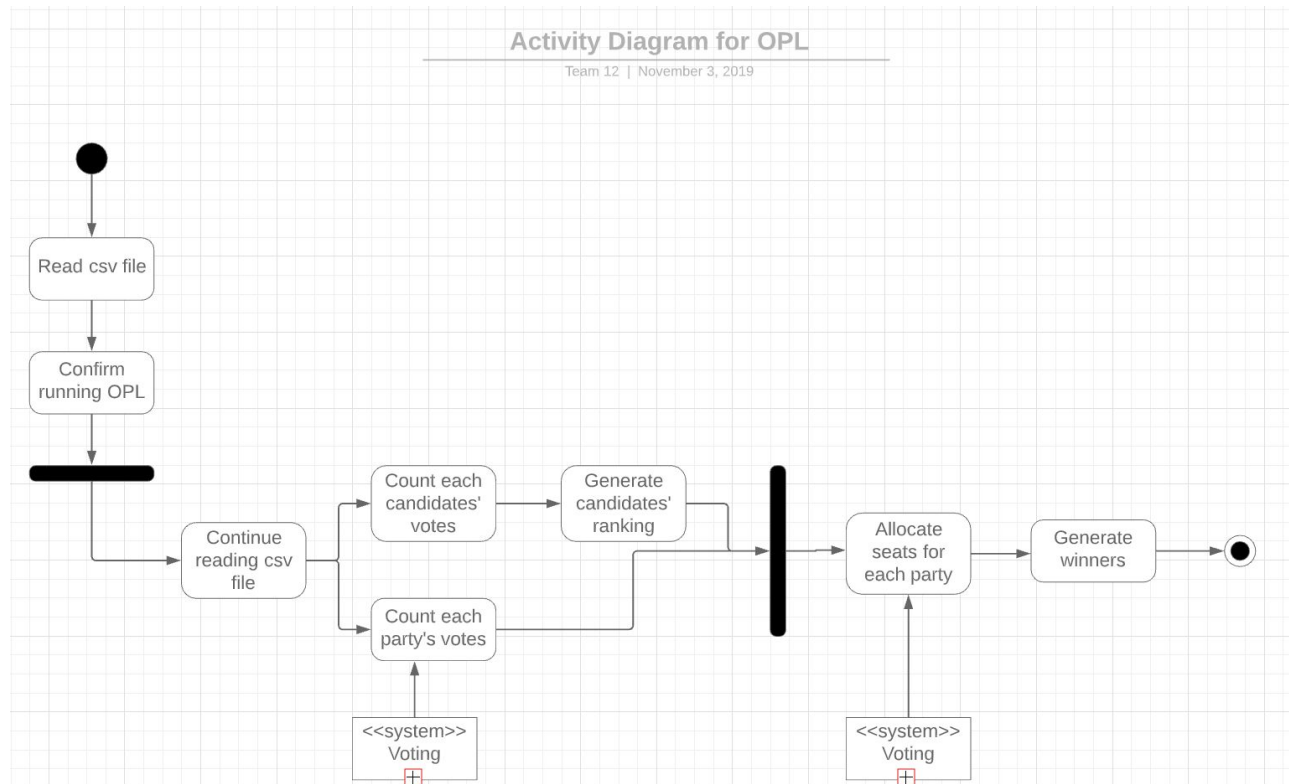 Activity Diagram for OPL
Team 12 | November 3, 2019
Read csv file
Confirm
running OPL
Continue
reading csv
file
Count each
candidates'
votes
Generate
candidates'
ranking
Count each
party's votes
<<system>>
Voting
Allocate
seats for
each party
Generate
winners
<<system>>
Voting